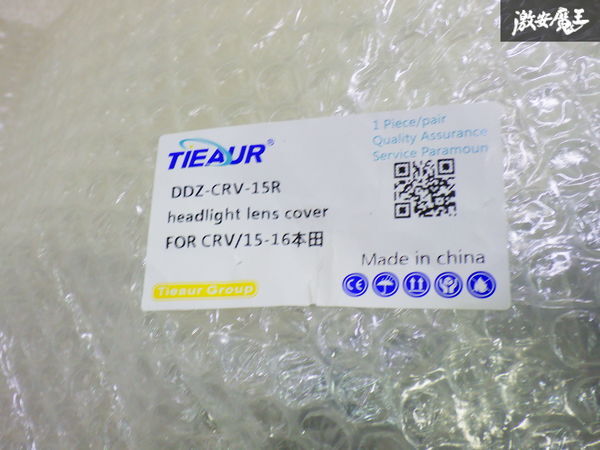 激安魔王
TIEAUR®
1 Piece/pair
Quality Assurance
Service Paramoun
DDZ-CRV-15R
headlight lens cover
FOR CRV/15-16本田
Made in china
Tieaur Group
CE